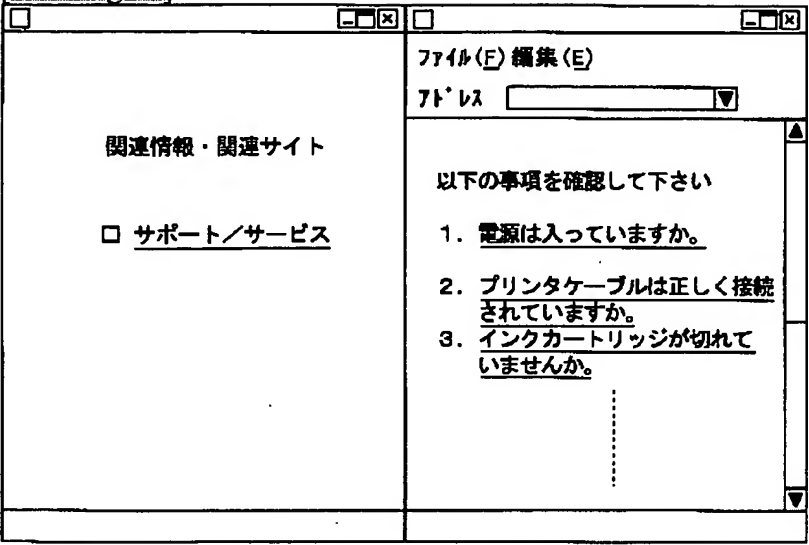 関連情報・関連サイト
□ サポート／サービス
ファイル(F) 編集(E)
アドレス
以下の事項を確認して下さい
1. 電源は入っていますか。
2. プリンタケーブルは正しく接続
されていますか。
3. インクカートリッジが切れて
いませんか。